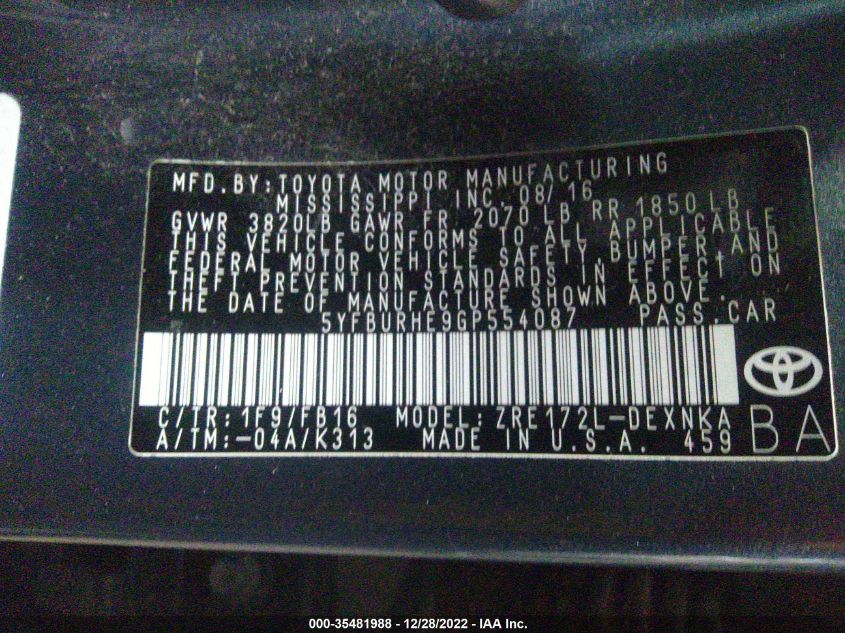 MFD.BY:TOYOTA MOTOR MANUFACTURING
MISSISSIPPI INC. 08/16
GVWR 3820LB GAWR FR 2070 LB RR 1850 LB
THIS VEHICLE CONFORMS TO ALL APPLICABLE
FEDERAL MOTOR VEHICLE SAFETY,BUMPER,AND
THEFT PREVENTION STANDARDS IN EFFECT ON
THE DATE OF MANUFACTURE SHOWN ABOVE.
5YFBURHE9GP554087 PASS.CAR
C/TR:1F9/FB16 MODEL:ZRE172L-DEXNKA
A/TM:-04A/K313 MADE IN U.S.A. 459
BA
000-35481988 - 12/28/2022 - IAA Inc.